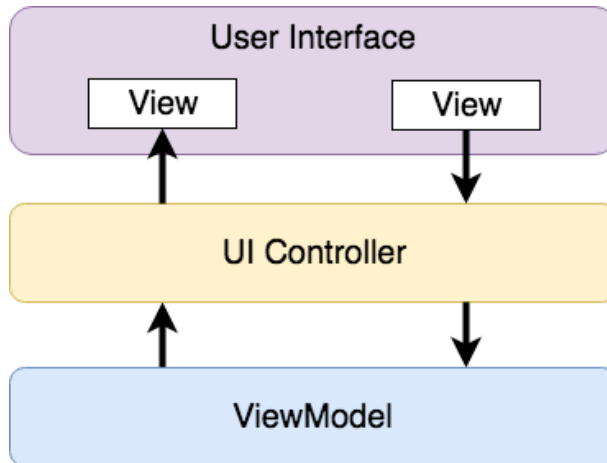 User Interface
View
View
UI Controller
ViewModel